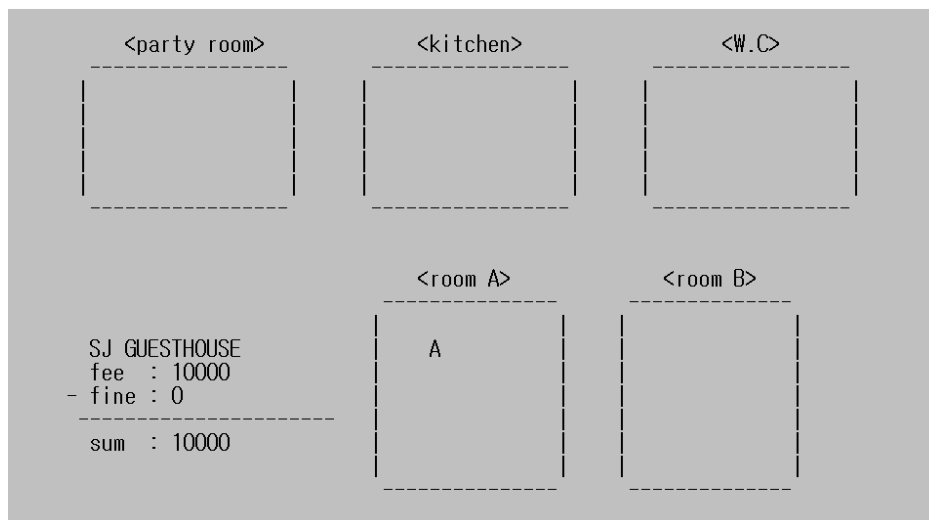 <party room>
<kitchen>
<W.C>
<room A>
<room B>
A
SJ GUESTHOUSE
fee : 10000
- fine : 0
sum : 10000